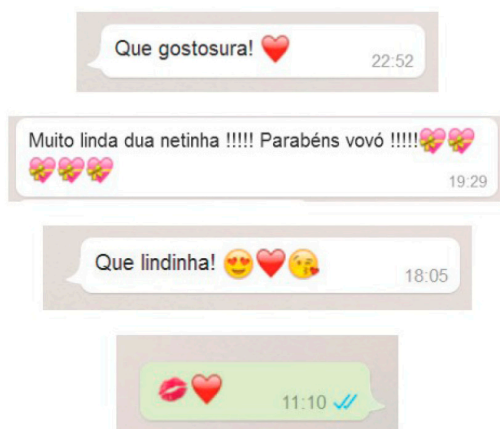 Que gostosura! ❤️
22:52
Muito linda dua netinha !!!!! Parabéns vovó !!!!!💝💝
💝💝💝
19:29
Que lindinha! 😍❤️😘
18:05
💋❤️
11:10